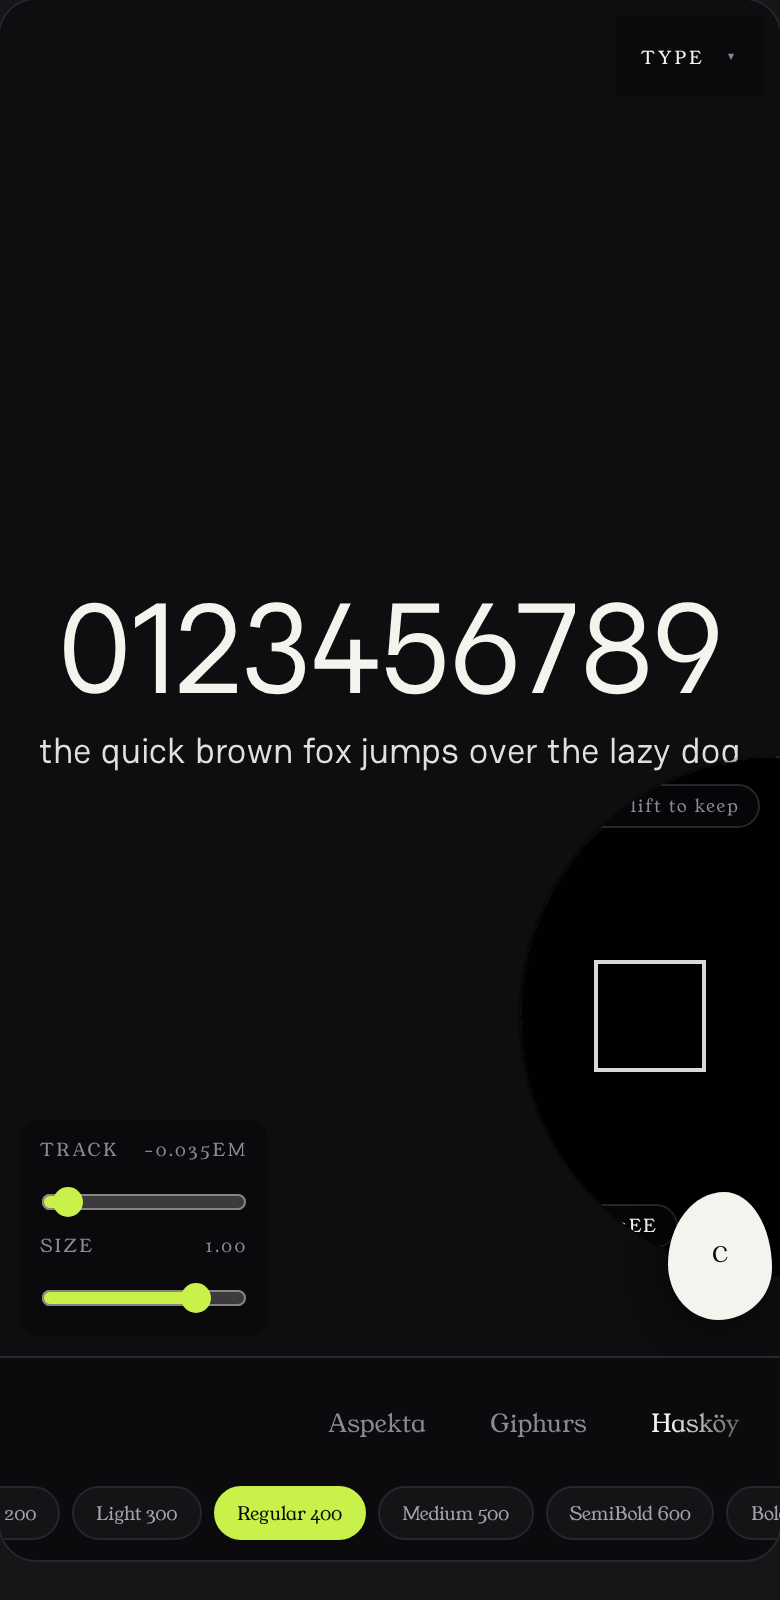 TYPE ▾
0123456789
the quick brown fox jumps over the lazy dog
lift to keep
TRACK -0.035EM
SIZE 1.00
C
Aspekta Giphurs Hasköy
200 Light 300 Regular 400 Medium 500 SemiBold 600